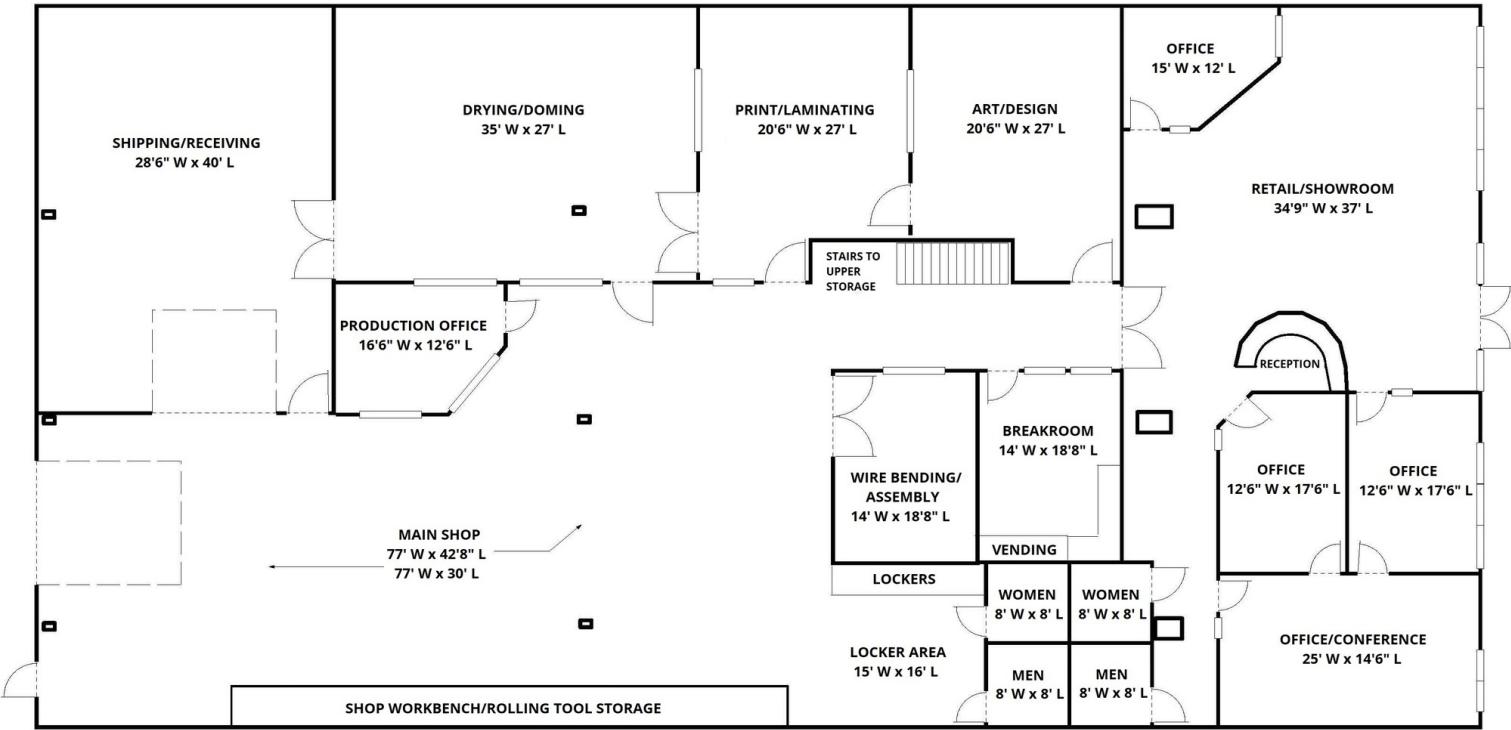 OFFICE
15' W x 12' L
DRYING/DOMING
35' W x 27' L
PRINT/LAMINATING
20'6" W x 27' L
ART/DESIGN
20'6" W x 27' L
SHIPPING/RECEIVING
28'6" W x 40' L
RETAIL/SHOWROOM
34'9" W x 37' L
STAIRS TO
UPPER
STORAGE
PRODUCTION OFFICE
16'6" W x 12'6" L
RECEPTION
BREAKROOM
14' W x 18'8" L
WIRE BENDING/
ASSEMBLY
14' W x 18'8" L
OFFICE
12'6" W x 17'6" L
OFFICE
12'6" W x 17'6" L
MAIN SHOP
77' W x 42'8" L
77' W x 30' L
VENDING
LOCKERS
WOMEN
8' W x 8' L
WOMEN
8' W x 8' L
OFFICE/CONFERENCE
25' W x 14'6" L
LOCKER AREA
15' W x 16' L
MEN
8' W x 8' L
MEN
8' W x 8' L
SHOP WORKBENCH/ROLLING TOOL STORAGE